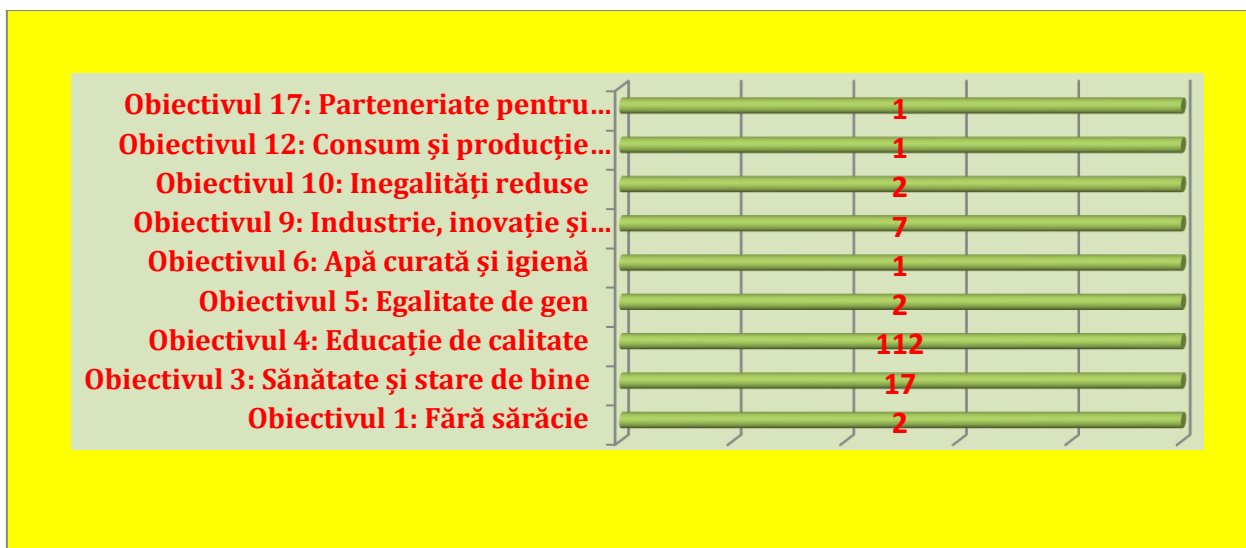 Obiectivul 17: Parteneriate pentru... 1
Obiectivul 12: Consum și producție... 1
Obiectivul 10: Inegalități reduse 2
Obiectivul 9: Industrie, inovație și... 7
Obiectivul 6: Apă curată și igienă 1
Obiectivul 5: Egalitate de gen 2
Obiectivul 4: Educație de calitate 112
Obiectivul 3: Sănătate și stare de bine 17
Obiectivul 1: Fără sărăcie 2